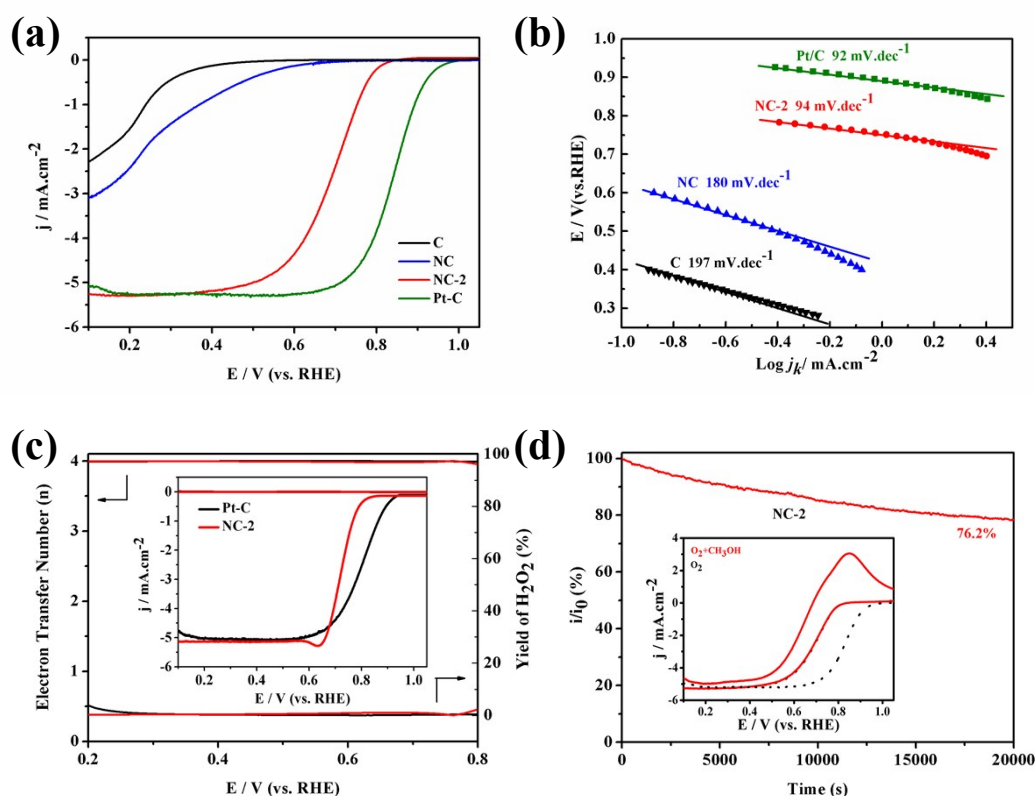 (a)
0
-1
-2
-3
-4
-5
-6
j / mA.cm-2
C
NC
NC-2
Pt-C
0.2 0.4 0.6 0.8 1.0
E / V (vs. RHE)
(b)
1.0
0.9
0.8
0.7
0.6
0.5
0.4
0.3
E / V(vs.RHE)
Pt/C 92 mV.dec-1
NC-2 94 mV.dec-1
NC 180 mV.dec-1
C 197 mV.dec-1
-1.0 -0.8 -0.6 -0.4 -0.2 0.0 0.2 0.4
Log jk/ mA.cm-2
(c)
4
3
2
1
0
Electron Transfer Number (n)
0
-1
-2
-3
-4
-5
-6
j / mA.cm-2
Pt-C
NC-2
0.2 0.4 0.6 0.8 1.0
E / V (vs. RHE)
100
80
60
40
20
0
Yield of H2O2 (%)
0.2 0.3 0.4 0.5 0.6 0.7 0.8
E / V (vs. RHE)
(d)
100
80
60
40
20
0
i/i0 (%)
NC-2
76.2%
O2+CH3OH
O2
4
2
0
-2
-4
-6
j / mA.cm-2
0.2 0.4 0.6 0.8 1.0
E / V (vs. RHE)
0 5000 10000 15000 20000
Time (s)